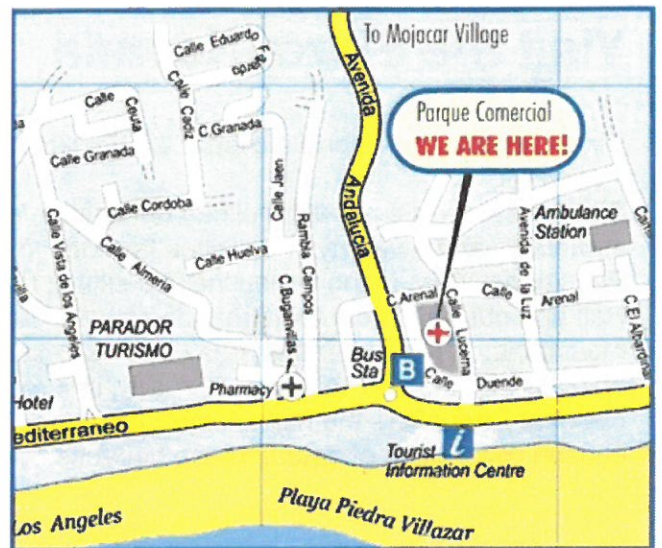 To Mojacar Village
Calle Eduardo
Fajardo
Avenida
Andalucia
Parque Comercial
WE ARE HERE!
Calle
Ceuta
Calle Cadiz
C.Granada
Calle Granada
Calle Jaen
Rambla Campos
Calle Cordoba
Calle Huelva
Calle Almeria
Calle Vista de los Angeles
C.Buganvillas
Avenida de la Luz
Ambulance
Station
C.Arenal
Calle Lucerna
Calle Arenal
C.El Albardinal
PARADOR
TURISMO
Pharmacy
Bus
Sta
B
Calle Duende
Hotel
editerraneo
i
Tourist
Information Centre
Playa Piedra Villazar
Los Angeles